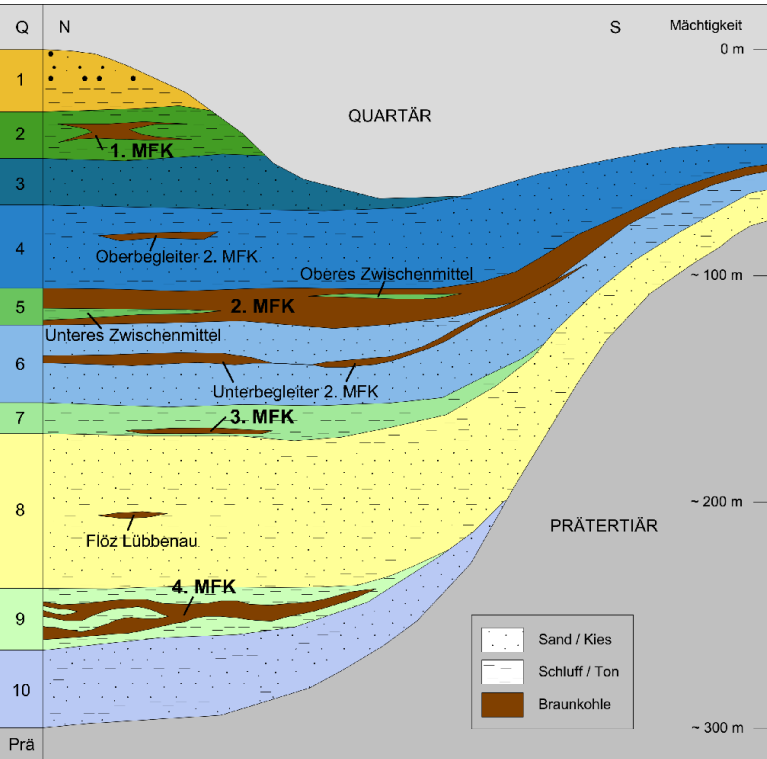 Q N S Mächtigkeit
0 m
1
QUARTÄR
2
1. MFK
3
4
Oberbegleiter 2. MFK
Oberes Zwischenmittel
~ 100 m
5
2. MFK
Unteres Zwischenmittel
6
Unterbegleiter 2. MFK
7
3. MFK
8
~ 200 m
PRÄTERTIÄR
Flöz Lübbenau
4. MFK
9
Sand / Kies
Schluff / Ton
10
Braunkohle
~ 300 m
Prä